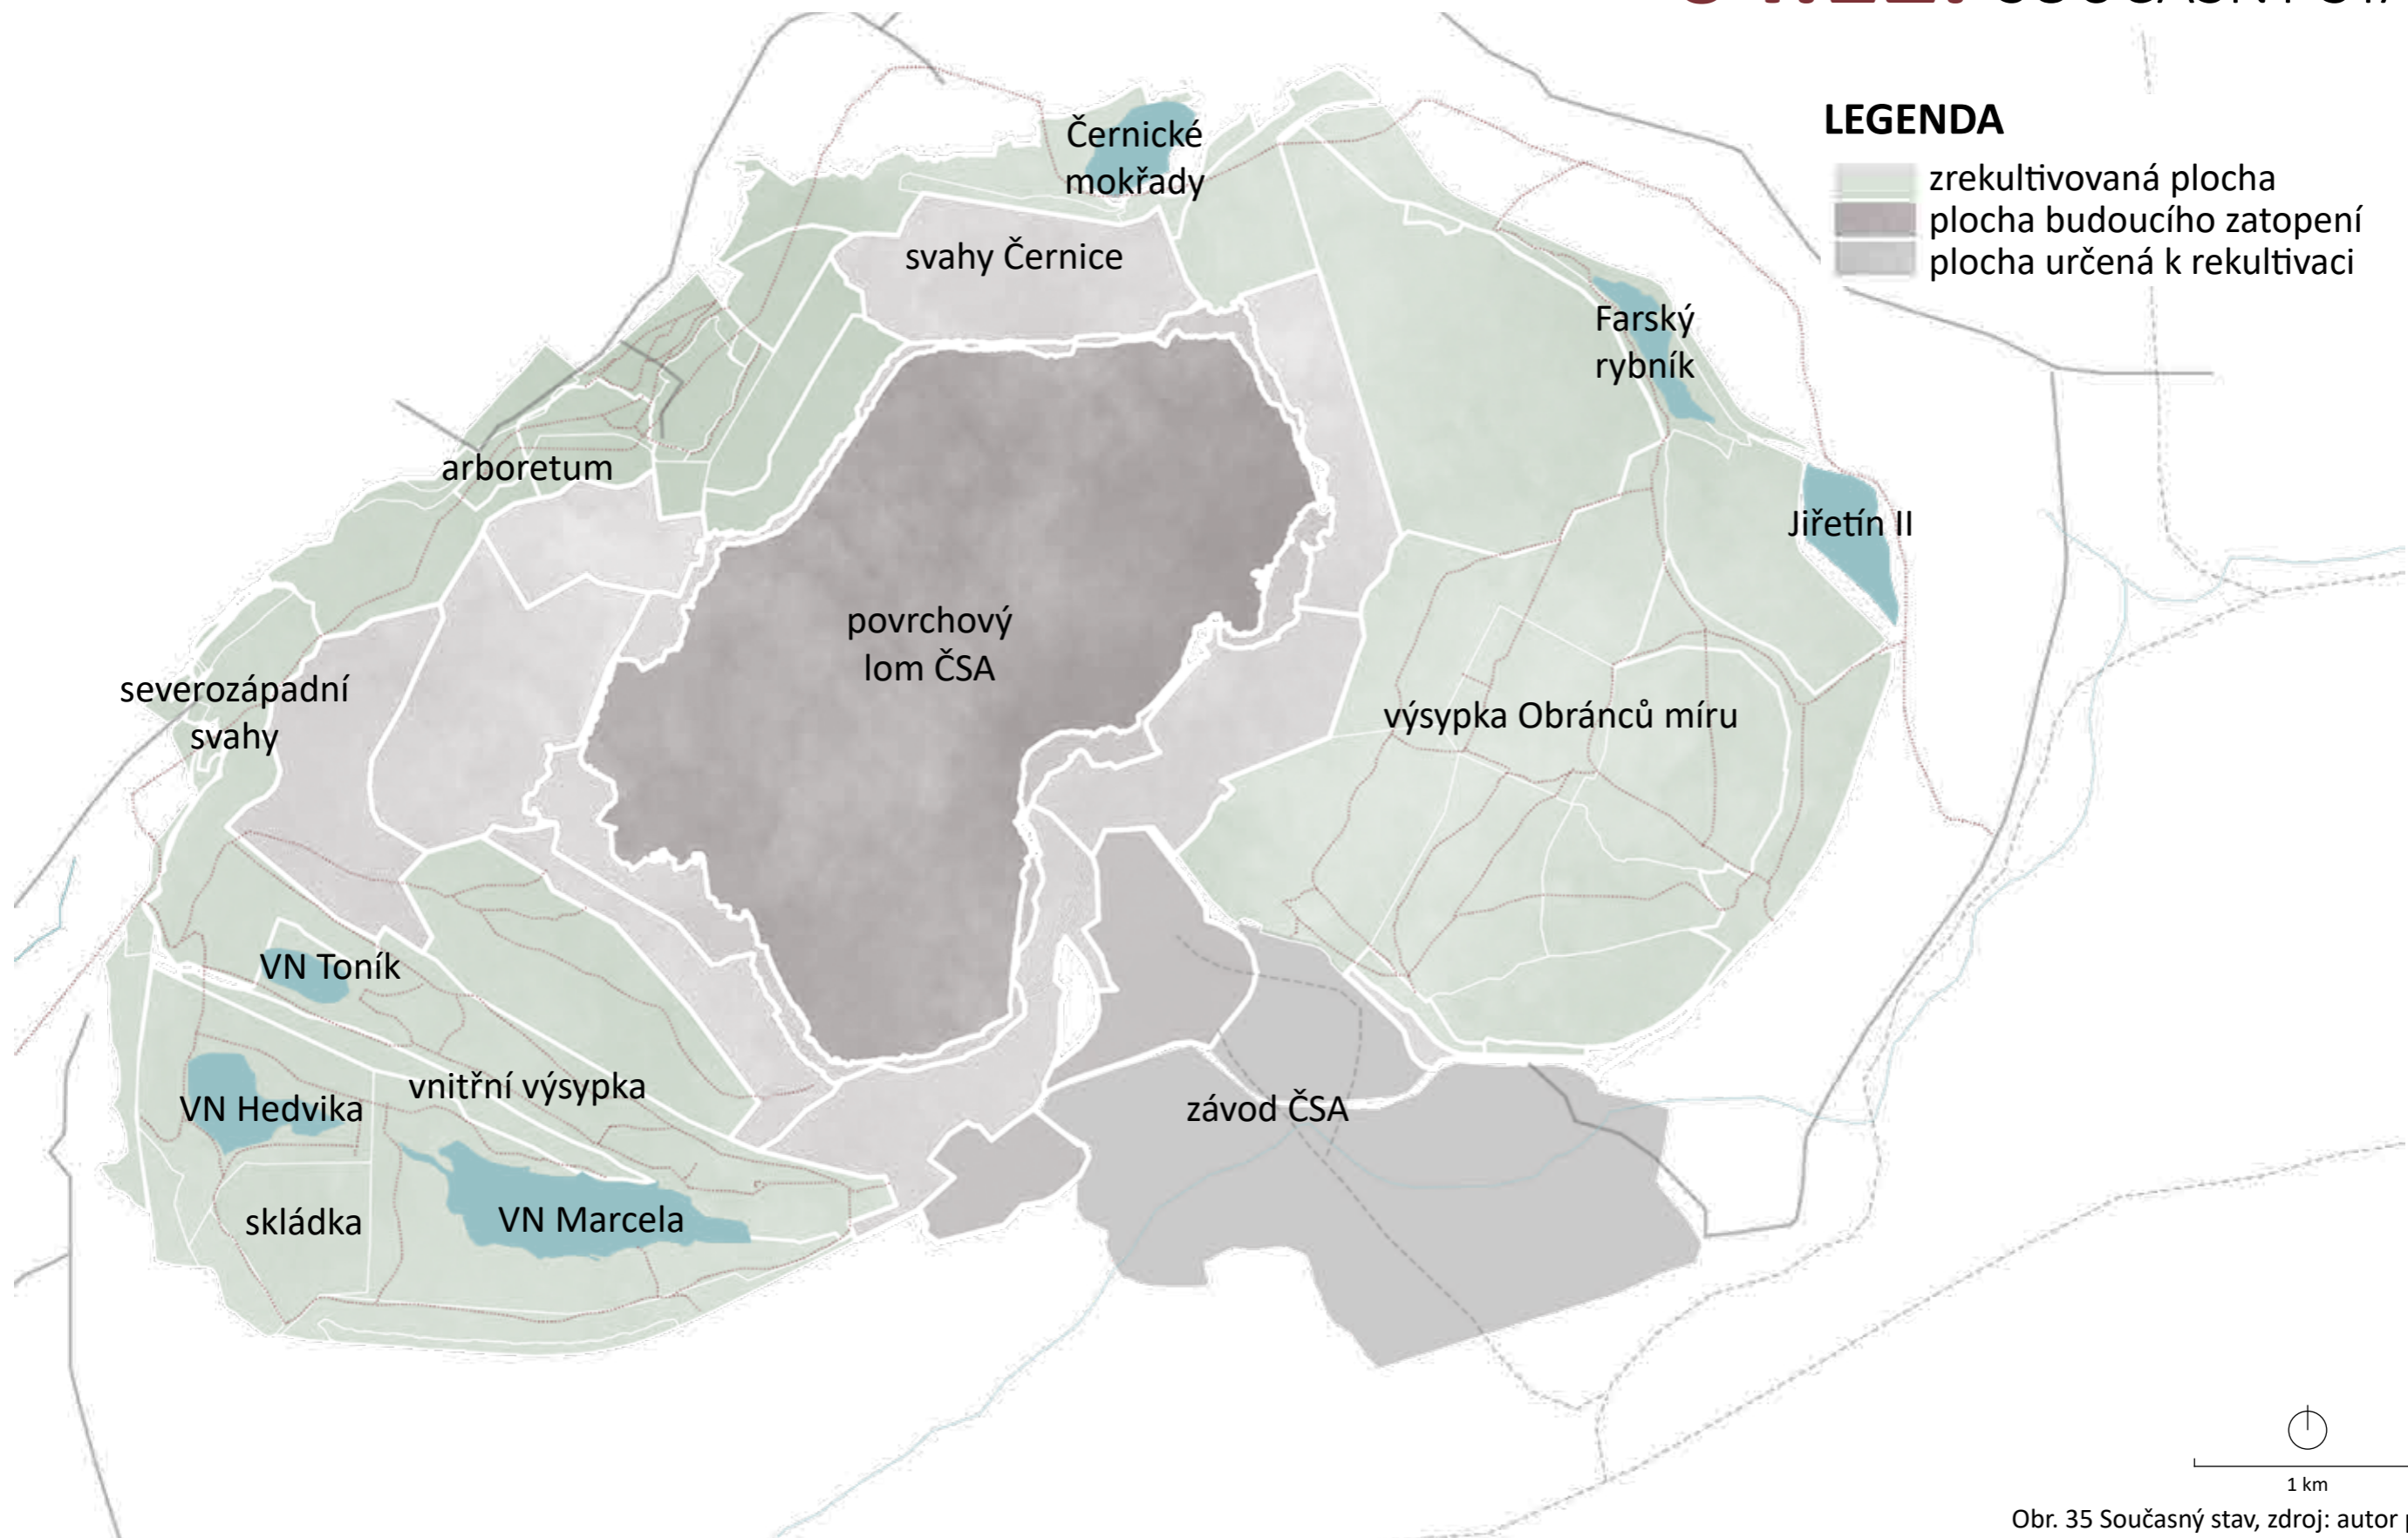 LEGENDA
zrekultivovaná plocha
plocha budoucího zatopení
plocha určená k rekultivaci
Černické
mokřady
svahy Černice
Farský
rybník
arboretum
Jiřetín II
povrchový
lom ČSA
severozápadní
svahy
výsypka Obránců míru
VN Toník
vnitřní výsypka
VN Hedvika
závod ČSA
skládka
VN Marcela
1 km
Obr. 35 Současný stav, zdroj: autor